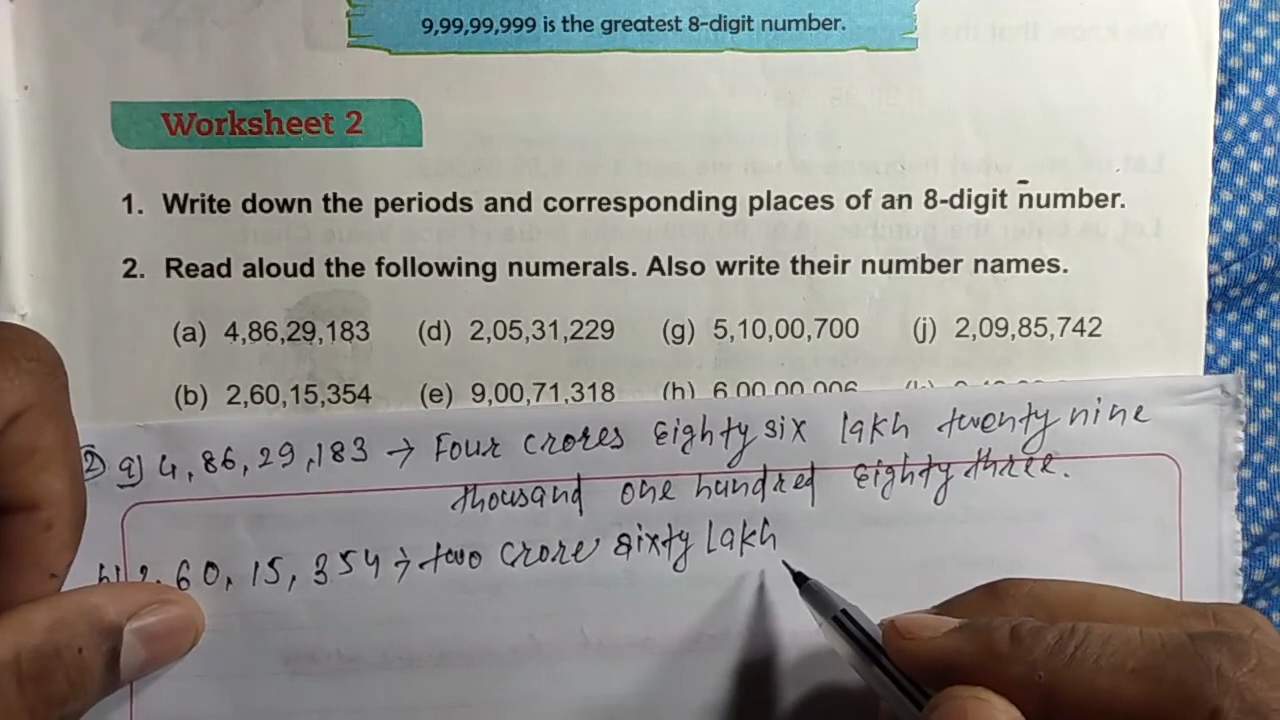 9,99,99,999 is the greatest 8-digit number.
Worksheet 2
1. Write down the periods and corresponding places of an 8-digit number.
2. Read aloud the following numerals. Also write their number names.
(a) 4,86,29,183 (d) 2,05,31,229 (g) 5,10,00,700 (j) 2,09,85,742
(b) 2,60,15,354 (e) 9,00,71,318 (h) 6,00,00,006
2) a) 4,86,29,183 → Four crores Eighty six lakh twenty nine
thousand one hundred Eighty three.
b) 2,60,15,354 → two crore sixty Lakh